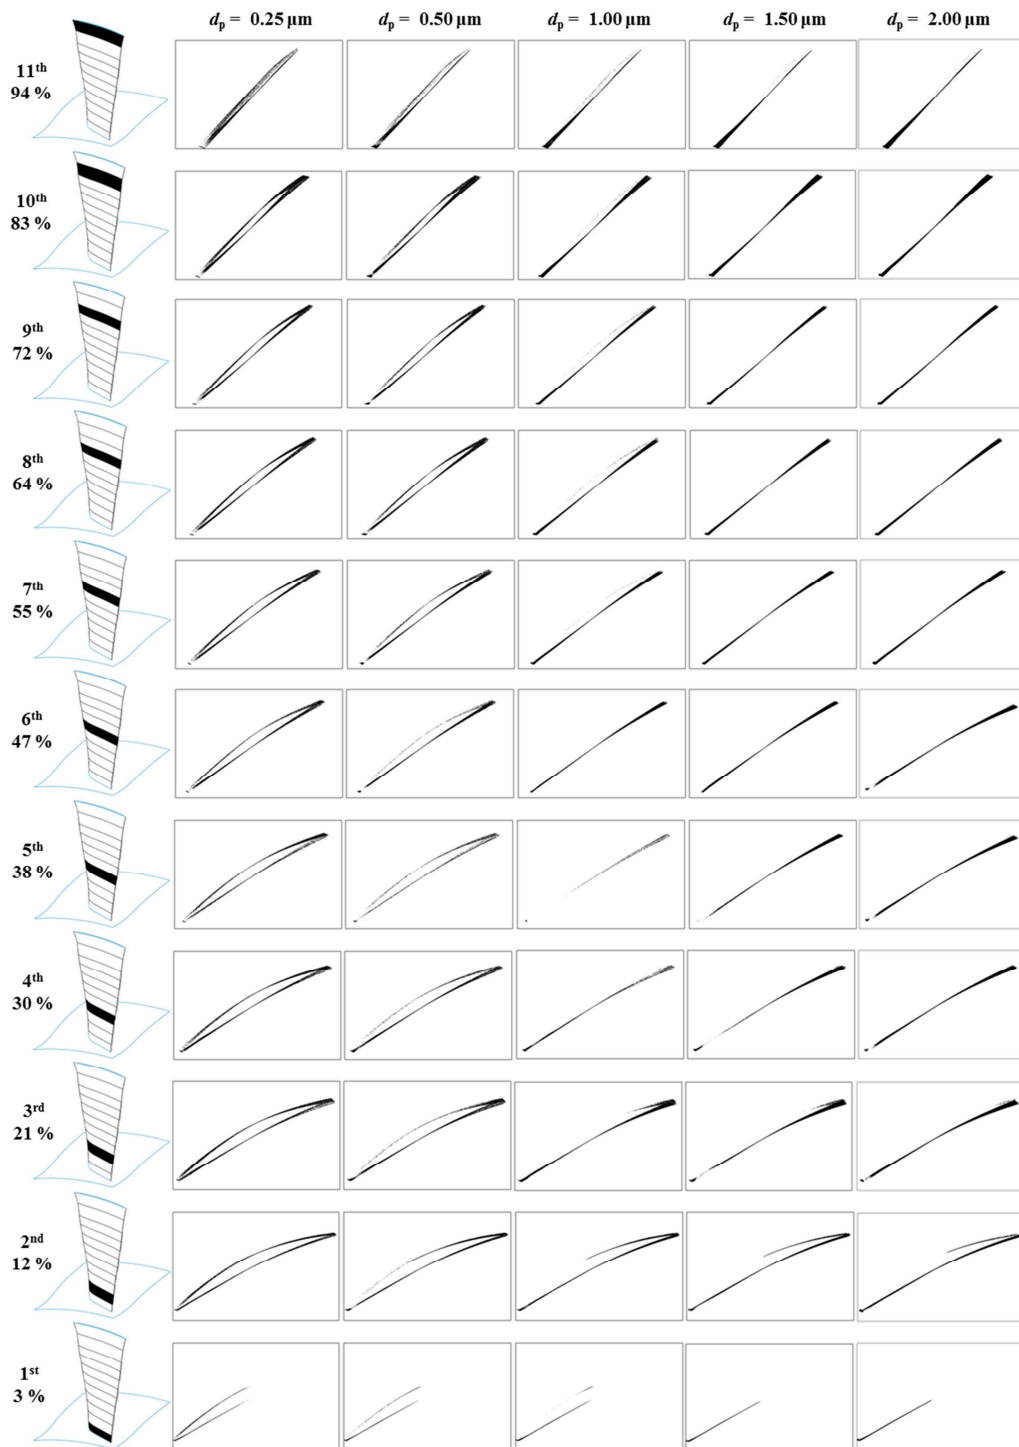 dp = 0.25 μm dp = 0.50 μm dp = 1.00 μm dp = 1.50 μm dp = 2.00 μm
11th
94 %
10th
83 %
9th
72 %
8th
64 %
7th
55 %
6th
47 %
5th
38 %
4th
30 %
3rd
21 %
2nd
12 %
1st
3 %